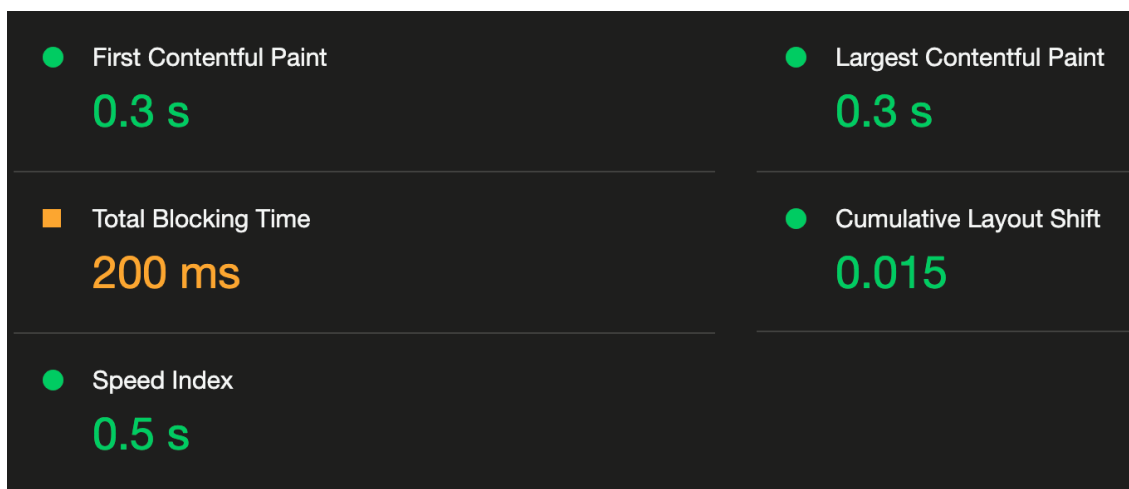 First Contentful Paint
0.3 s
Largest Contentful Paint
0.3 s
Total Blocking Time
200 ms
Cumulative Layout Shift
0.015
Speed Index
0.5 s